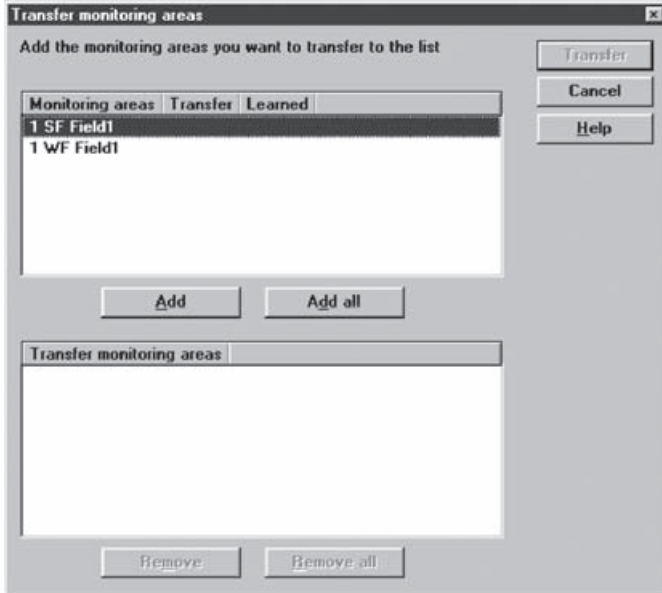 Transfer monitoring areas
Add the monitoring areas you want to transfer to the list
Transfer
Cancel
Help
Monitoring areas Transfer Learned
1 SF Field1
1 WF Field1
Add Add all
Transfer monitoring areas
Remove Remove all